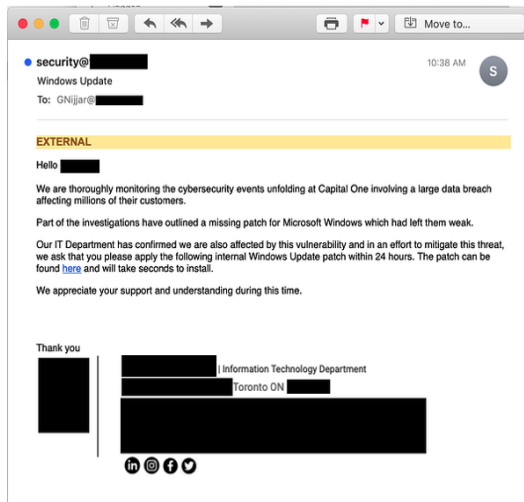 Move to...
security@
10:38 AM
S
Windows Update
To: GNijjar@
EXTERNAL
Hello
We are thoroughly monitoring the cybersecurity events unfolding at Capital One involving a large data breach
affecting millions of their customers.
Part of the investigations have outlined a missing patch for Microsoft Windows which had left them weak.
Our IT Department has confirmed we are also affected by this vulnerability and in an effort to mitigate this threat,
we ask that you please apply the following internal Windows Update patch within 24 hours. The patch can be
found here and will take seconds to install.
We appreciate your support and understanding during this time.
Thank you
| Information Technology Department
Toronto ON
in